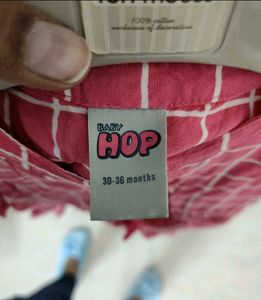 100% cotton
exclusive of decoration
BABY
HOP
30-36 months